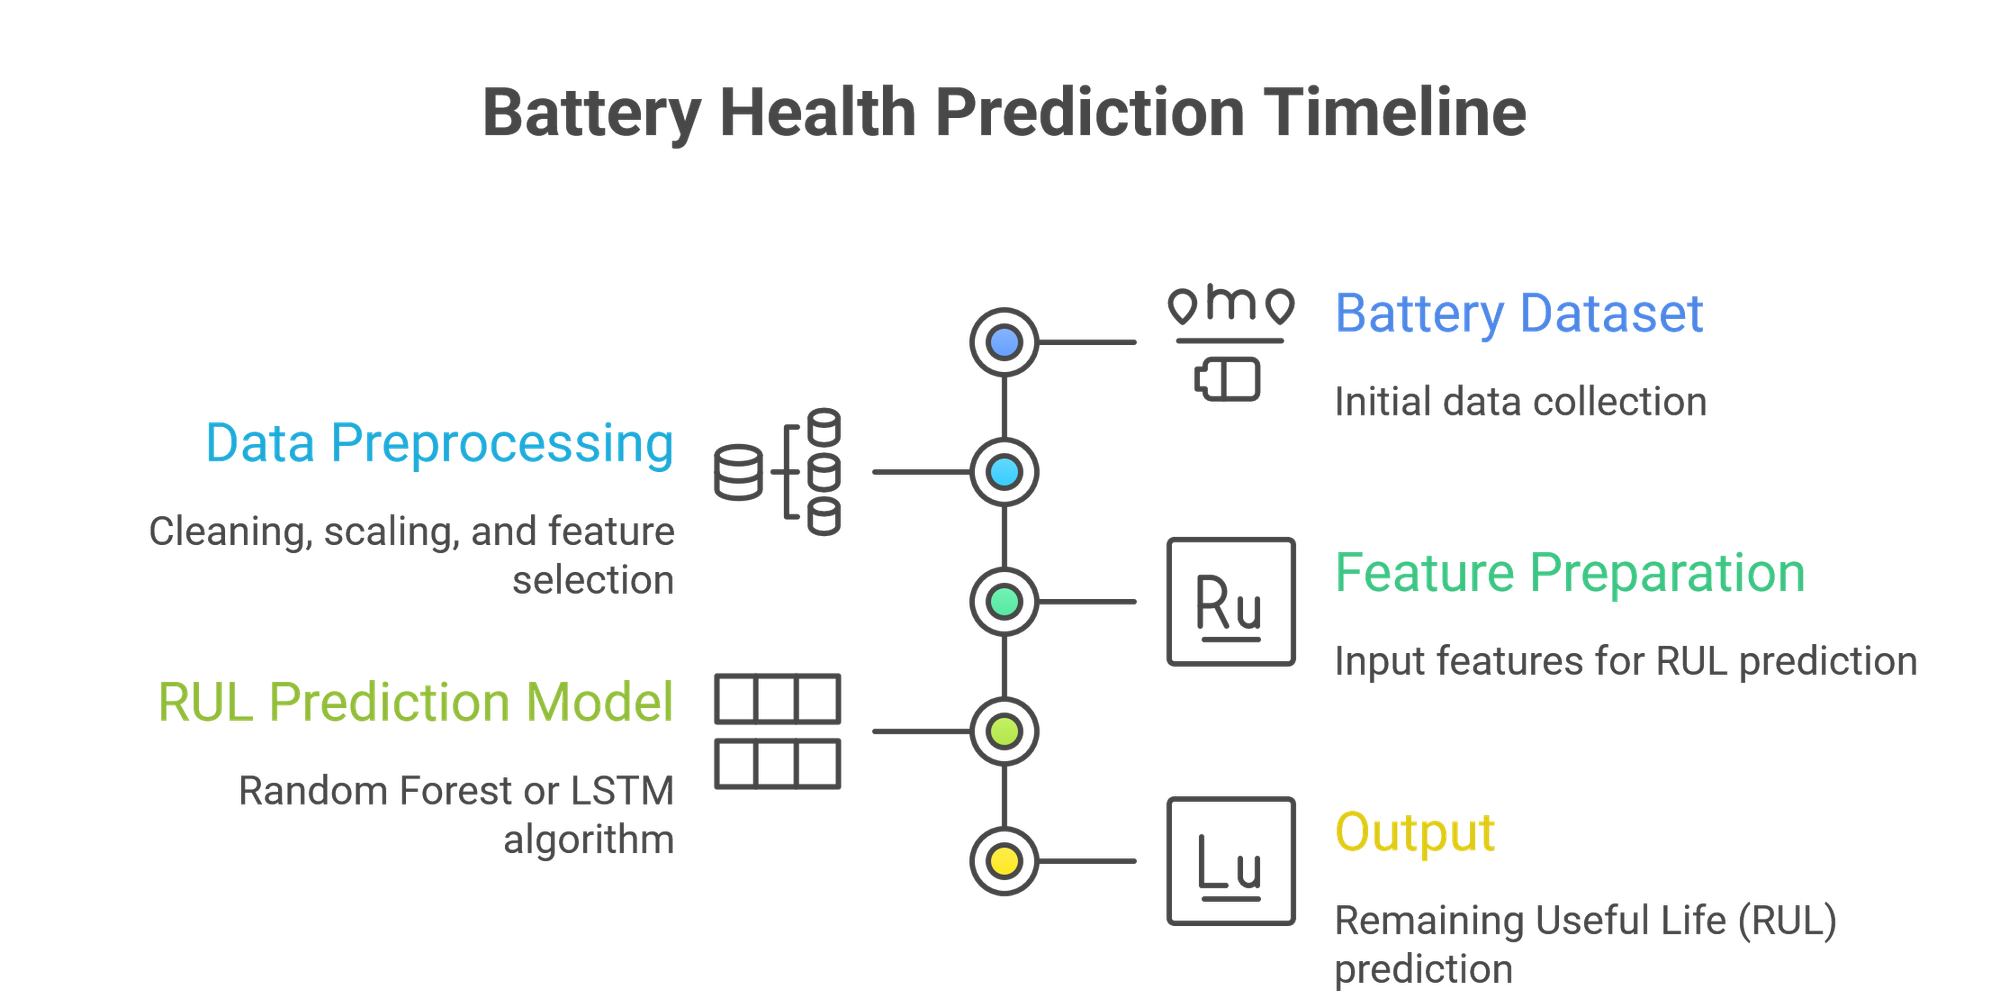 Battery Health Prediction Timeline
Battery Dataset
Initial data collection
Data Preprocessing
Cleaning, scaling, and feature
selection
Feature Preparation
Ru
Input features for RUL prediction
RUL Prediction Model
Random Forest or LSTM
algorithm
Output
Lu
Remaining Useful Life (RUL)
prediction